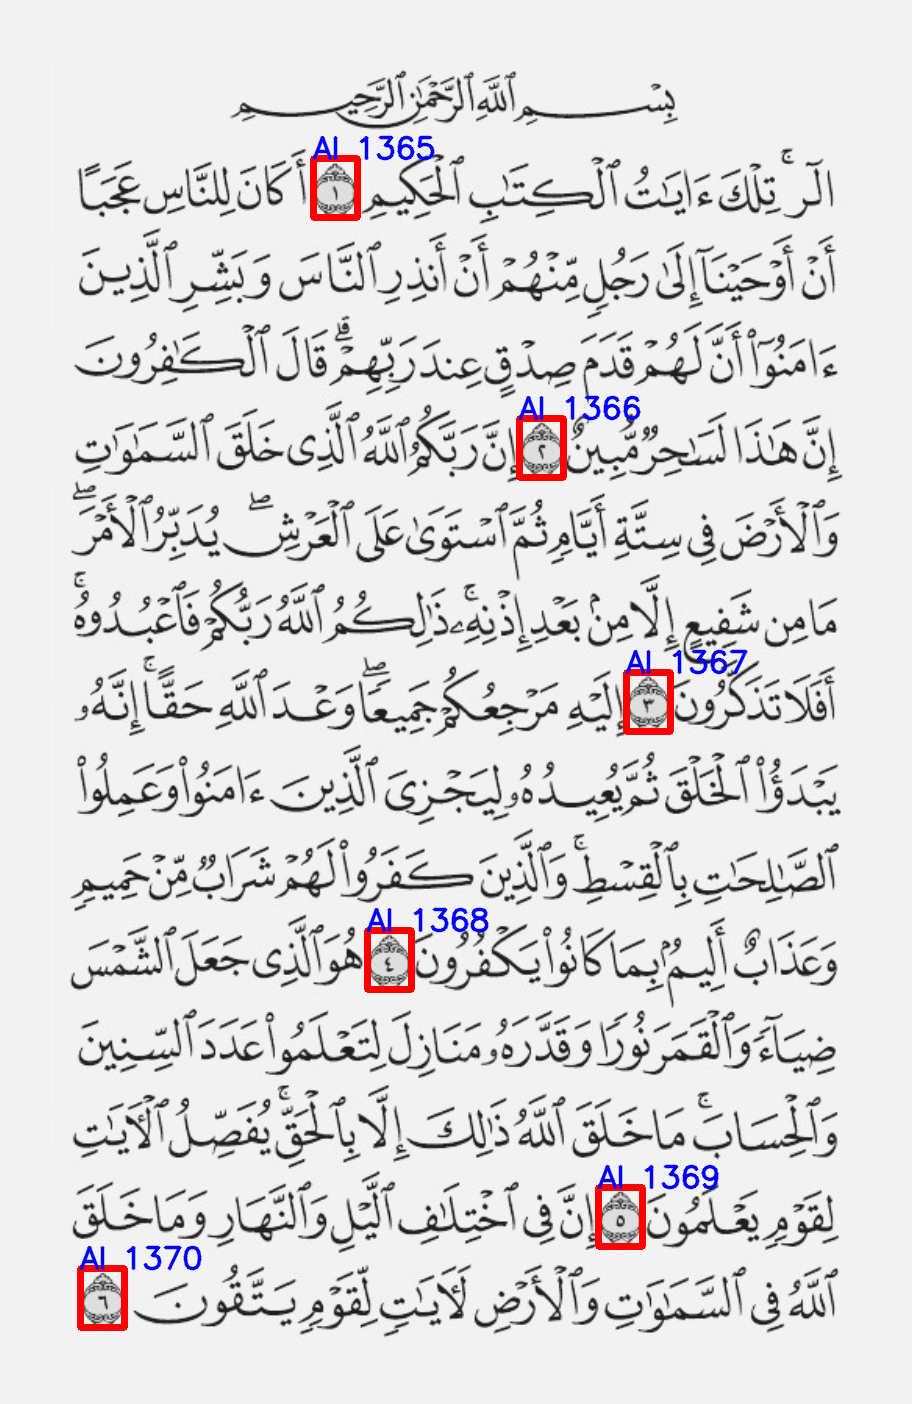 بِسْمِ ٱللَّهِ ٱلرَّحْمَٰنِ ٱلرَّحِيمِ
AI 1365
الٓر ۚ تِلْكَ ءَايَٰتُ ٱلْكِتَٰبِ ٱلْحَكِيمِ ١ أَكَانَ لِلنَّاسِ عَجَبًا
أَنْ أَوْحَيْنَآ إِلَىٰ رَجُلٍ مِّنْهُمْ أَنْ أَنذِرِ ٱلنَّاسَ وَبَشِّرِ ٱلَّذِينَ
ءَامَنُوٓا۟ أَنَّ لَهُمْ قَدَمَ صِدْقٍ عِندَ رَبِّهِمْ ۗ قَالَ ٱلْكَٰفِرُونَ
AI 1366
إِنَّ هَٰذَا لَسَٰحِرٌ مُّبِينٌ ٢ إِنَّ رَبَّكُمُ ٱللَّهُ ٱلَّذِى خَلَقَ ٱلسَّمَٰوَٰتِ
وَٱلْأَرْضَ فِى سِتَّةِ أَيَّامٍ ثُمَّ ٱسْتَوَىٰ عَلَى ٱلْعَرْشِ ۖ يُدَبِّرُ ٱلْأَمْرَ ۖ
مَا مِن شَفِيعٍ إِلَّا مِنۢ بَعْدِ إِذْنِهِۦ ۚ ذَٰلِكُمُ ٱللَّهُ رَبُّكُمْ فَٱعْبُدُوهُ ۚ
AI 1367
أَفَلَا تَذَكَّرُونَ ٣ إِلَيْهِ مَرْجِعُكُمْ جَمِيعًا ۖ وَعْدَ ٱللَّهِ حَقًّا ۚ إِنَّهُۥ
يَبْدَؤُا۟ ٱلْخَلْقَ ثُمَّ يُعِيدُهُۥ لِيَجْزِىَ ٱلَّذِينَ ءَامَنُوا۟ وَعَمِلُوا۟
ٱلصَّٰلِحَٰتِ بِٱلْقِسْطِ ۚ وَٱلَّذِينَ كَفَرُوا۟ لَهُمْ شَرَابٌ مِّنْ حَمِيمٍ
AI 1368
وَعَذَابٌ أَلِيمٌۢ بِمَا كَانُوا۟ يَكْفُرُونَ ٤ هُوَ ٱلَّذِى جَعَلَ ٱلشَّمْسَ
ضِيَآءً وَٱلْقَمَرَ نُورًا وَقَدَّرَهُۥ مَنَازِلَ لِتَعْلَمُوا۟ عَدَدَ ٱلسِّنِينَ
وَٱلْحِسَابَ ۚ مَا خَلَقَ ٱللَّهُ ذَٰلِكَ إِلَّا بِٱلْحَقِّ ۚ يُفَصِّلُ ٱلْءَايَٰتِ
AI 1369
لِقَوْمٍ يَعْلَمُونَ ٥ إِنَّ فِى ٱخْتِلَٰفِ ٱلَّيْلِ وَٱلنَّهَارِ وَمَا خَلَقَ
AI 1370
ٱللَّهُ فِى ٱلسَّمَٰوَٰتِ وَٱلْأَرْضِ لَءَايَٰتٍ لِّقَوْمٍ يَتَّقُونَ ٦